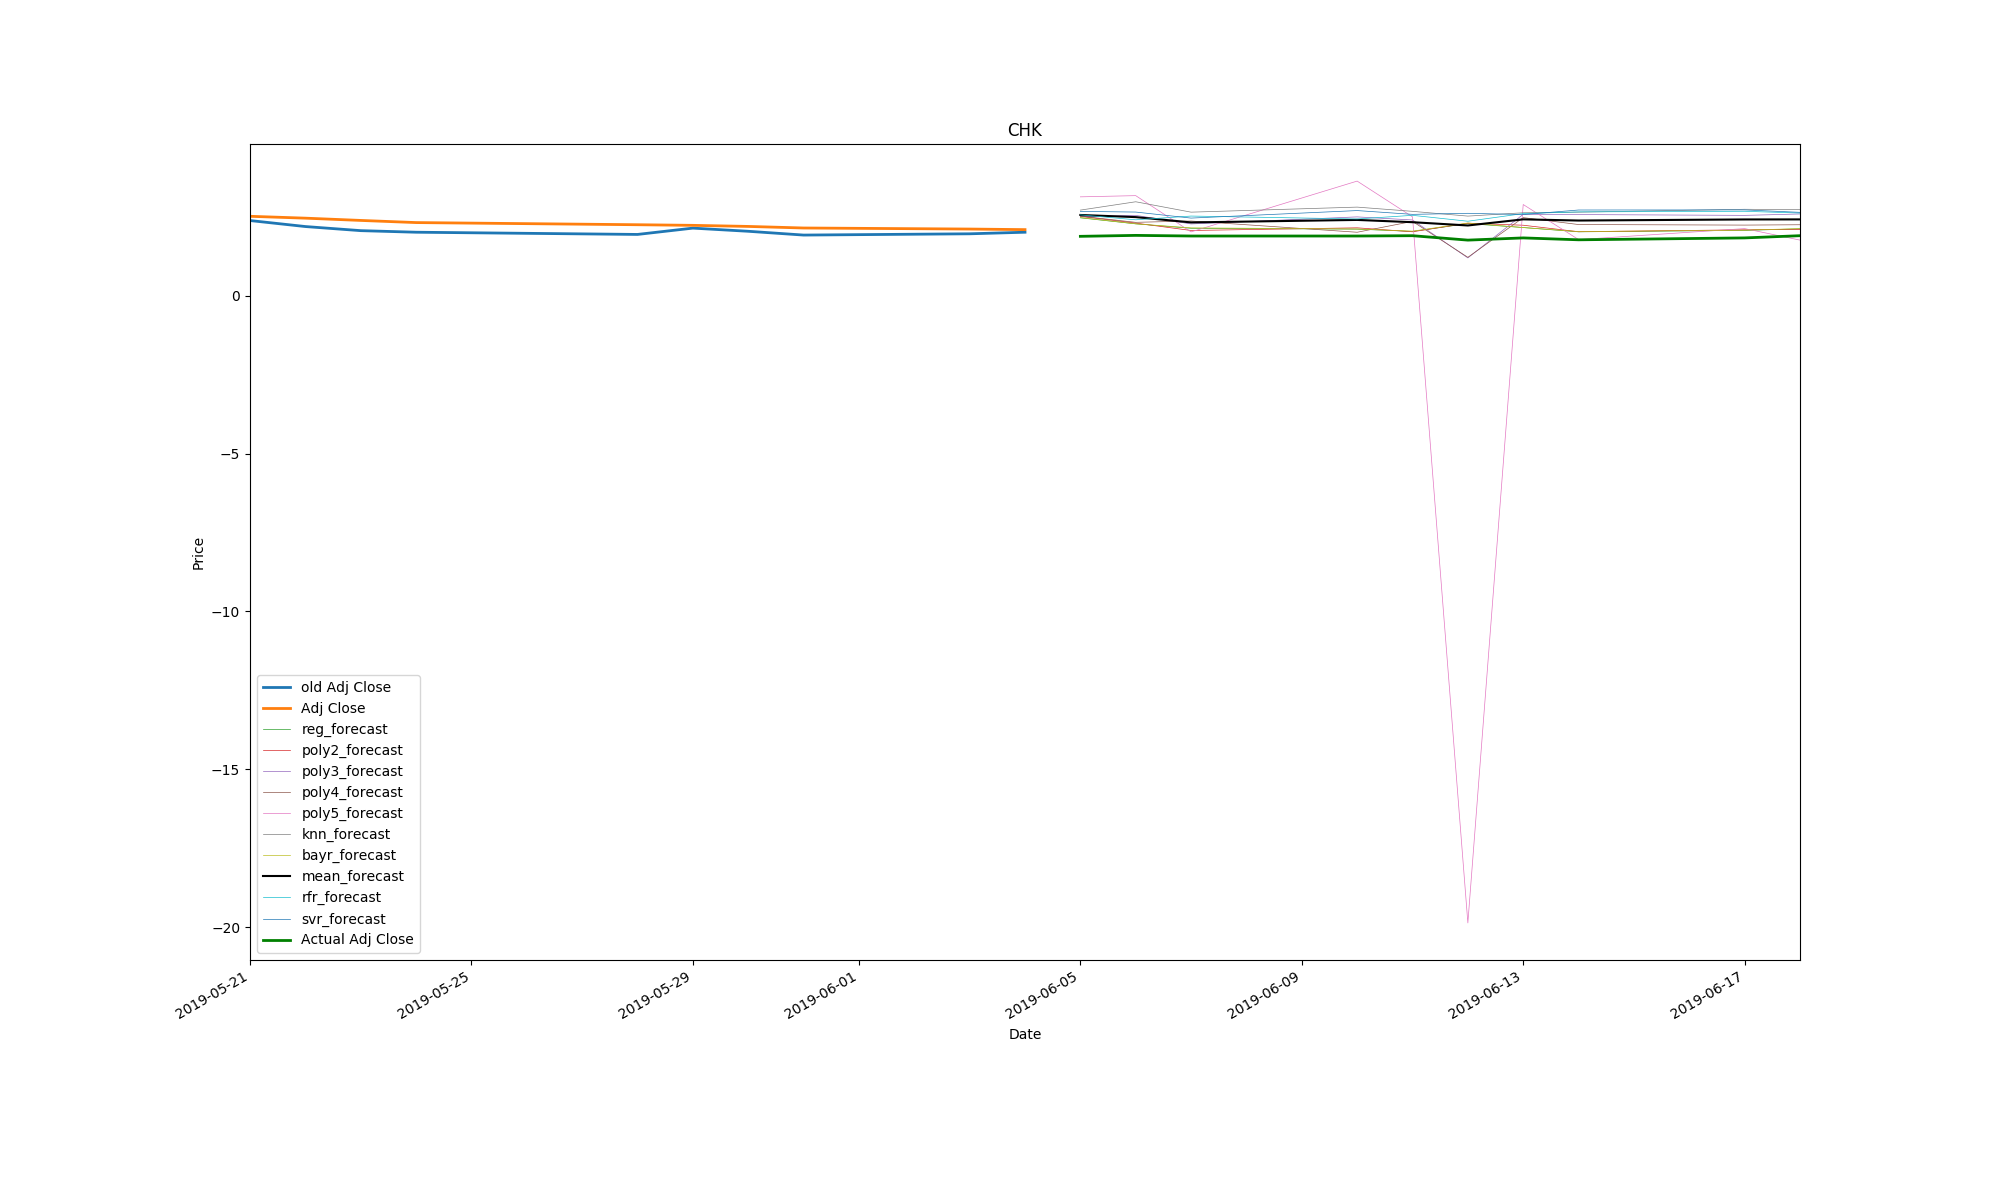 CHK
0
−5
−10
−15
−20
Price
old Adj Close
Adj Close
reg_forecast
poly2_forecast
poly3_forecast
poly4_forecast
poly5_forecast
knn_forecast
bayr_forecast
mean_forecast
rfr_forecast
svr_forecast
Actual Adj Close
2019-05-21
2019-05-25
2019-05-29
2019-06-01
2019-06-05
2019-06-09
2019-06-13
2019-06-17
Date